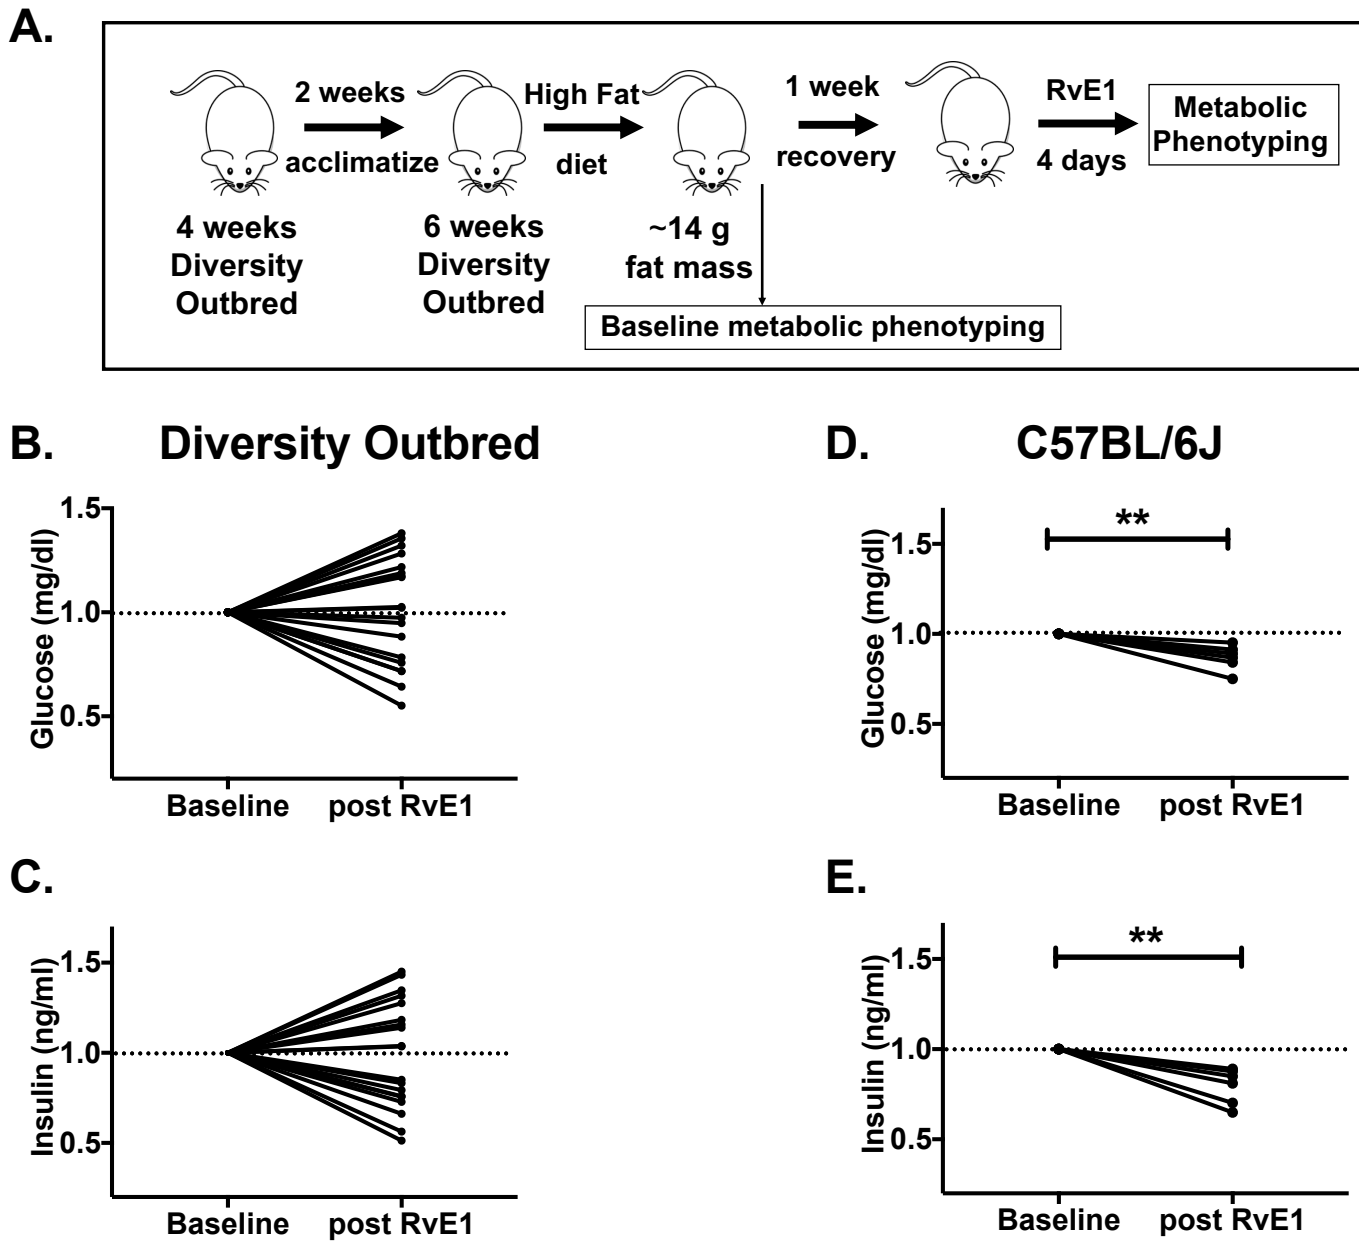 A.
2 weeks
acclimatize
High Fat
diet
1 week
recovery
RvE1
4 days
Metabolic
Phenotyping
4 weeks
Diversity
Outbred
6 weeks
Diversity
Outbred
~14 g
fat mass
Baseline metabolic phenotyping
B.
Diversity Outbred
Glucose (mg/dl)
1.5
1.0
0.5
Baseline
post RvE1
D.
C57BL/6J
**
Glucose (mg/dl)
1.5
1.0
0.5
Baseline
post RvE1
C.
Insulin (ng/ml)
1.5
1.0
0.5
Baseline
post RvE1
E.
**
Insulin (ng/ml)
1.5
1.0
0.5
Baseline
post RvE1